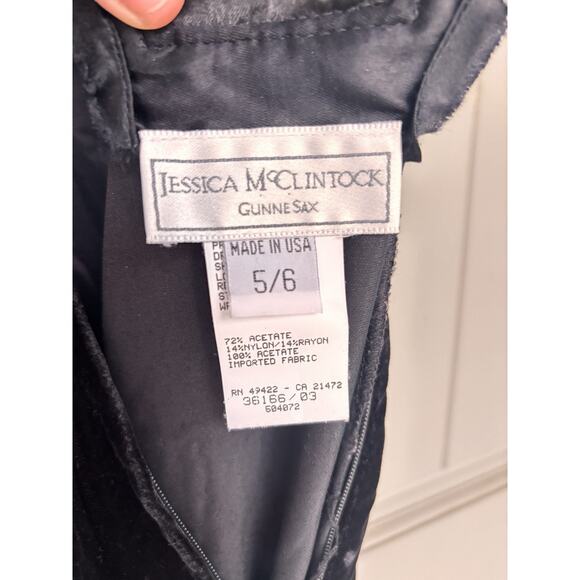 JESSICA McCLINTOCK
GUNNE SAX
MADE IN USA
5/6
72% ACETATE
14%NYLON/14%RAYON
100% ACETATE
IMPORTED FABRIC
RN 49422 - CA 21472
36166/03
604072